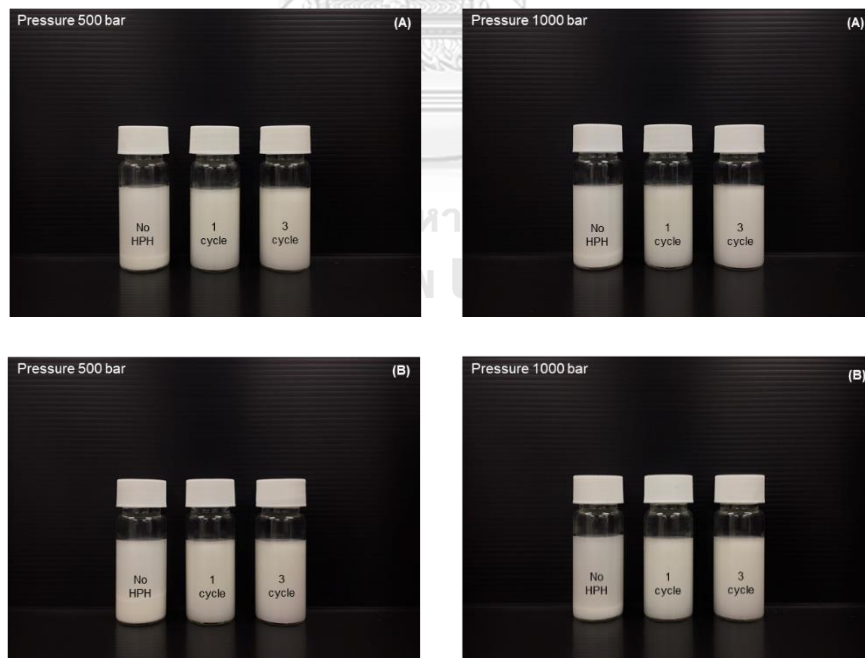 Pressure 500 bar (A)
No
HPH
1
cycle
3
cycle
Pressure 1000 bar (A)
No
HPH
1
cycle
3
cycle
Pressure 500 bar (B)
No
HPH
1
cycle
3
cycle
Pressure 1000 bar (B)
No
HPH
1
cycle
3
cycle